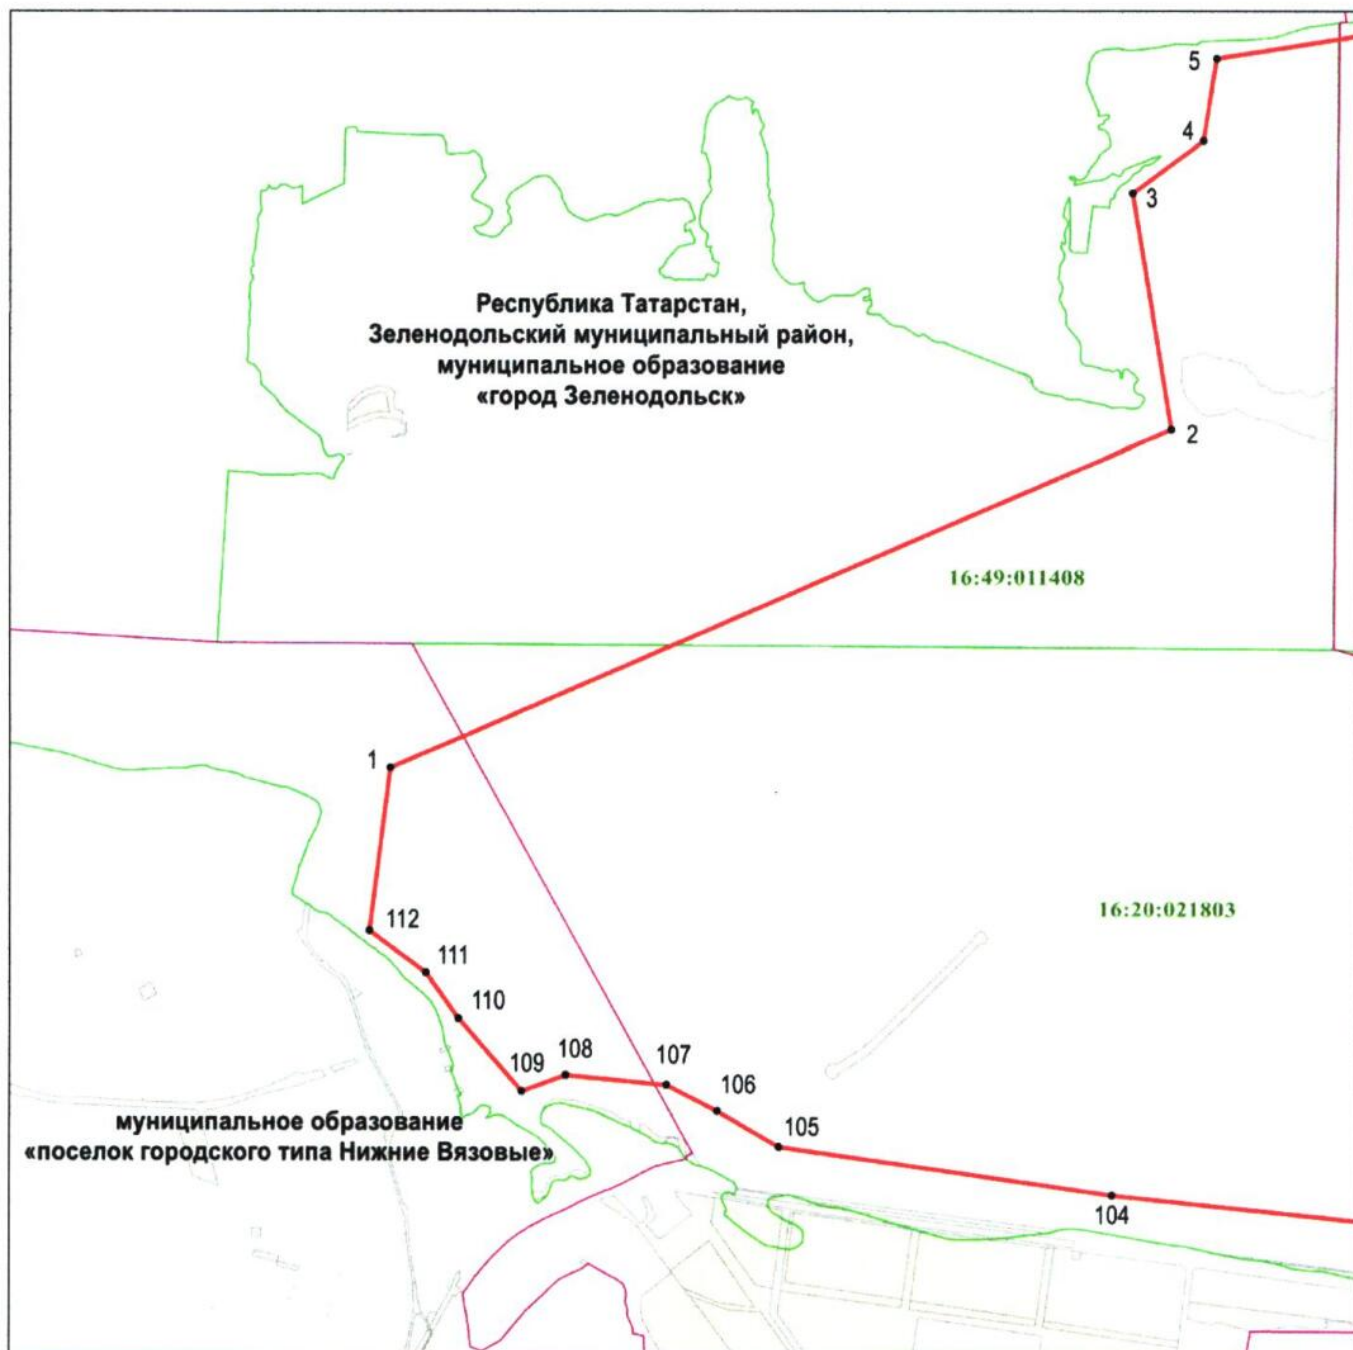 5
4
3
Республика Татарстан,
Зеленодольский муниципальный район,
муниципальное образование
«город Зеленодольск»
2
16:49:011408
1
16:20:021803
112
111
110
109
108
107
106
105
муниципальное образование
«поселок городского типа Нижние Вязовые»
104